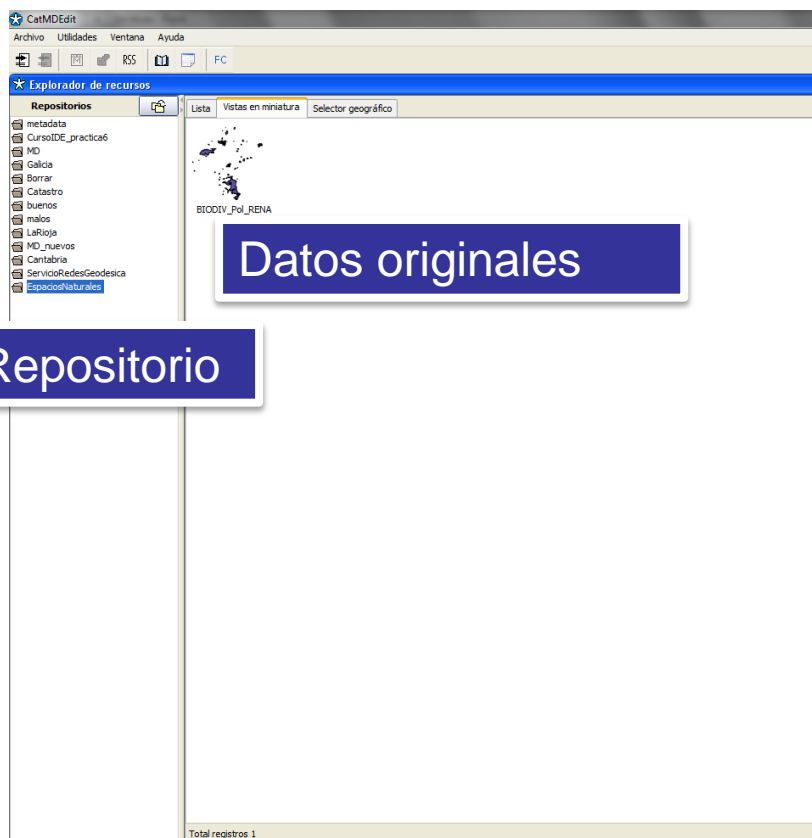 CatMDEdit
Archivo Utilidades Ventana Ayuda
RSS FC
Explorador de recursos
Repositorios
Lista Vistas en miniatura Selector geográfico
metadata
CursoIDE_practica6
MD
Galicia
Borrar
Catastro
buenos
malos
LaRioja
MD_nuevos
Cantabria
ServicioRedesGeodesica
EspaciosNaturales
BIODIV_Pol_RENA
Datos originales
Repositorio
Total registros 1